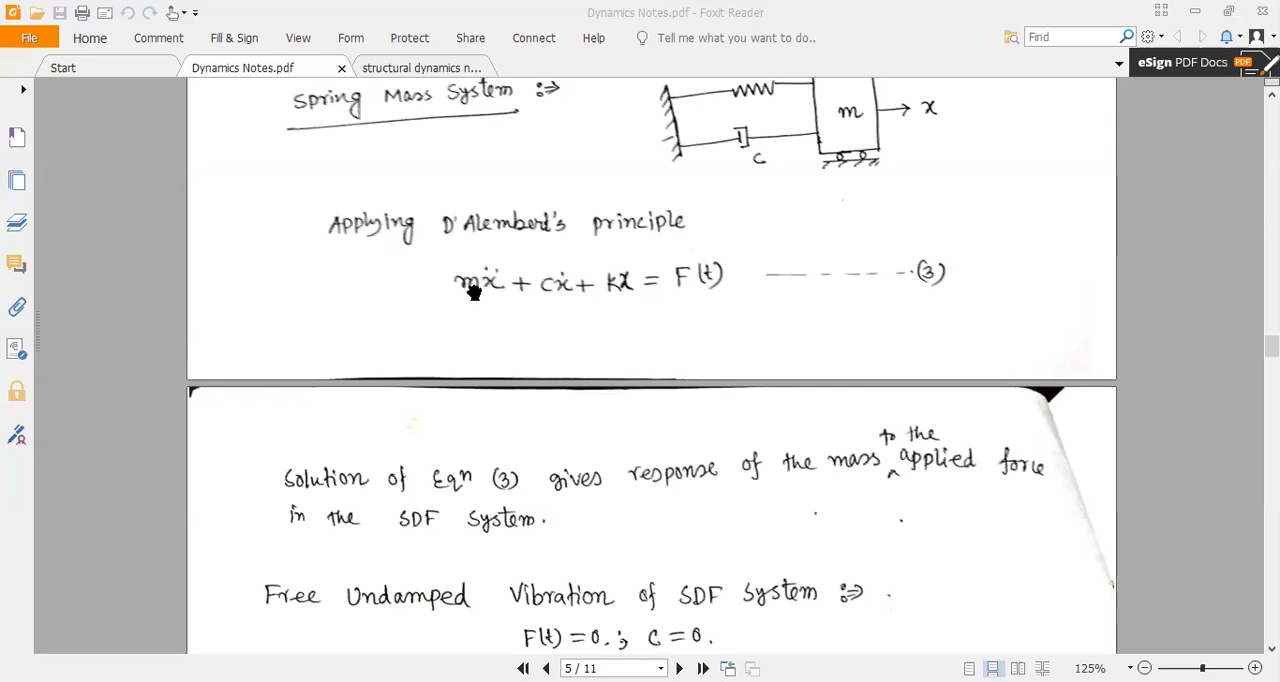 Dynamics Notes.pdf - Foxit Reader
File Home Comment Fill & Sign View Form Protect Share Connect Help Tell me what you want to do.. Find
Start Dynamics Notes.pdf structural dynamics n... eSign PDF Docs PDF
Spring Mass System :⇒
m
x
c
Applying D'Alembert's principle
mẍ + cẋ + kx = F(t) (3)
Solution of Eqn (3) gives response of the mass to the applied force
in the SDF System.
Free Undamped Vibration of SDF System :⇒
F(t) = 0. ; c = 0.
5 / 11
125%